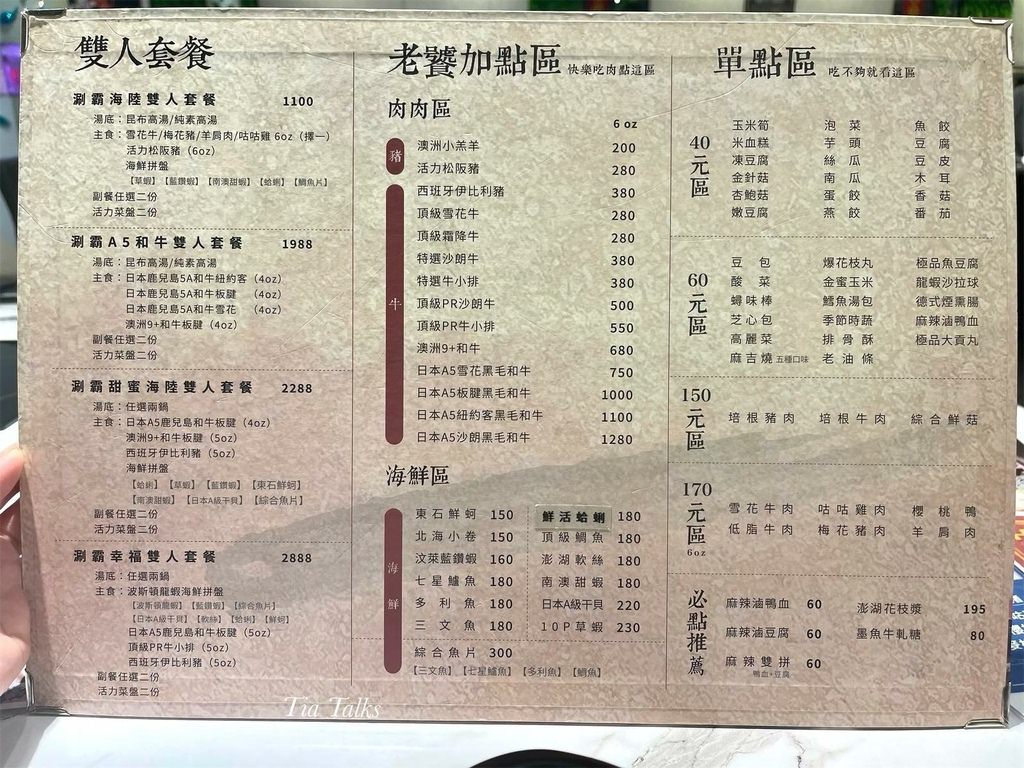 雙人套餐
涮霸海陸雙人套餐 1100
湯底：昆布高湯/純素高湯
主食：雪花牛/梅花豬/羊肩肉/咕咕雞 6oz（擇一）
活力松阪豬（6oz）
海鮮拼盤
【草蝦】【藍鑽蝦】【南澳甜蝦】【蛤蜊】【鯛魚片】
副餐任選二份
活力菜盤二份
涮霸A5和牛雙人套餐 1988
湯底：昆布高湯/純素高湯
主食：日本鹿兒島5A和牛紐約客（4oz）
日本鹿兒島5A和牛板腱（4oz）
日本鹿兒島5A和牛雪花（4oz）
澳洲9+和牛板腱（4oz）
副餐任選二份
活力菜盤二份
涮霸甜蜜海陸雙人套餐 2288
湯底：任選兩鍋
主食：日本A5鹿兒島和牛板腱（4oz）
澳洲9+和牛板腱（5oz）
西班牙伊比利豬（5oz）
海鮮拼盤
【蛤蜊】【草蝦】【藍鑽蝦】【東石鮮蚵】
【南澳甜蝦】【日本A級干貝】【綜合魚片】
副餐任選二份
活力菜盤二份
涮霸幸福雙人套餐 2888
湯底：任選兩鍋
主食：波斯頓龍蝦海鮮拼盤
【波斯頓龍蝦】【藍鑽蝦】【綜合魚片】
【日本A級干貝】【軟絲】【蛤蜊】【鮮蚵】
日本A5鹿兒島和牛板腱（5oz）
頂級PR牛小排（5oz）
西班牙伊比利豬（5oz）
副餐任選二份
活力菜盤二份
老饕加點區 快樂吃肉點這區
肉肉區
6 oz
豬
澳洲小羔羊 200
活力松阪豬 280
牛
西班牙伊比利豬 380
頂級雪花牛 280
頂級霜降牛 280
特選沙朗牛 380
特選牛小排 380
頂級PR沙朗牛 500
頂級PR牛小排 550
澳洲9+和牛 680
日本A5雪花黑毛和牛 750
日本A5板腱黑毛和牛 1000
日本A5紐約客黑毛和牛 1100
日本A5沙朗黑毛和牛 1280
海鮮區
海鮮
東石鮮蚵 150 鮮活蛤蜊 180
北海小卷 150 頂級鯛魚 180
汶萊藍鑽蝦 160 澎湖軟絲 180
七星鱸魚 180 南澳甜蝦 180
多利魚 180 日本A級干貝 220
三文魚 180 10P草蝦 230
綜合魚片 300
【三文魚】【七星鱸魚】【多利魚】【鯛魚】
單點區 吃不夠就看這區
40元區
玉米筍 泡菜 魚餃
米血糕 芋頭 豆腐
凍豆腐 絲瓜 豆皮
金針菇 南瓜 木耳
杏鮑菇 蛋餃 香菇
嫩豆腐 燕餃 番茄
60元區
豆包 爆花枝丸 極品魚豆腐
酸菜 金蜜玉米 龍蝦沙拉球
蟳味棒 鱈魚湯包 德式煙熏腸
芝心包 季節時蔬 麻辣滷鴨血
高麗菜 排骨酥 極品大貢丸
麻吉燒 五種口味 老油條
150元區
培根豬肉 培根牛肉 綜合鮮菇
170元區 6oz
雪花牛肉 咕咕雞肉 櫻桃鴨
低脂牛肉 梅花豬肉 羊肩肉
必點推薦
麻辣滷鴨血 60 澎湖花枝漿 195
麻辣滷豆腐 60 墨魚牛軋糖 80
麻辣雙拼 60
鴨血+豆腐
Tia Talks